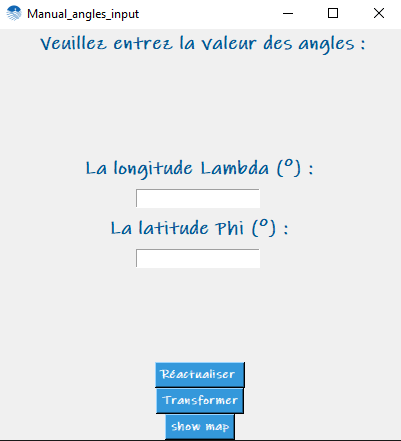 Manual_angles_input
Veuillez entrez la valeur des angles :
La longitude Lambda (°) :
La latitude Phi (°) :
Réactualiser
Transformer
show map